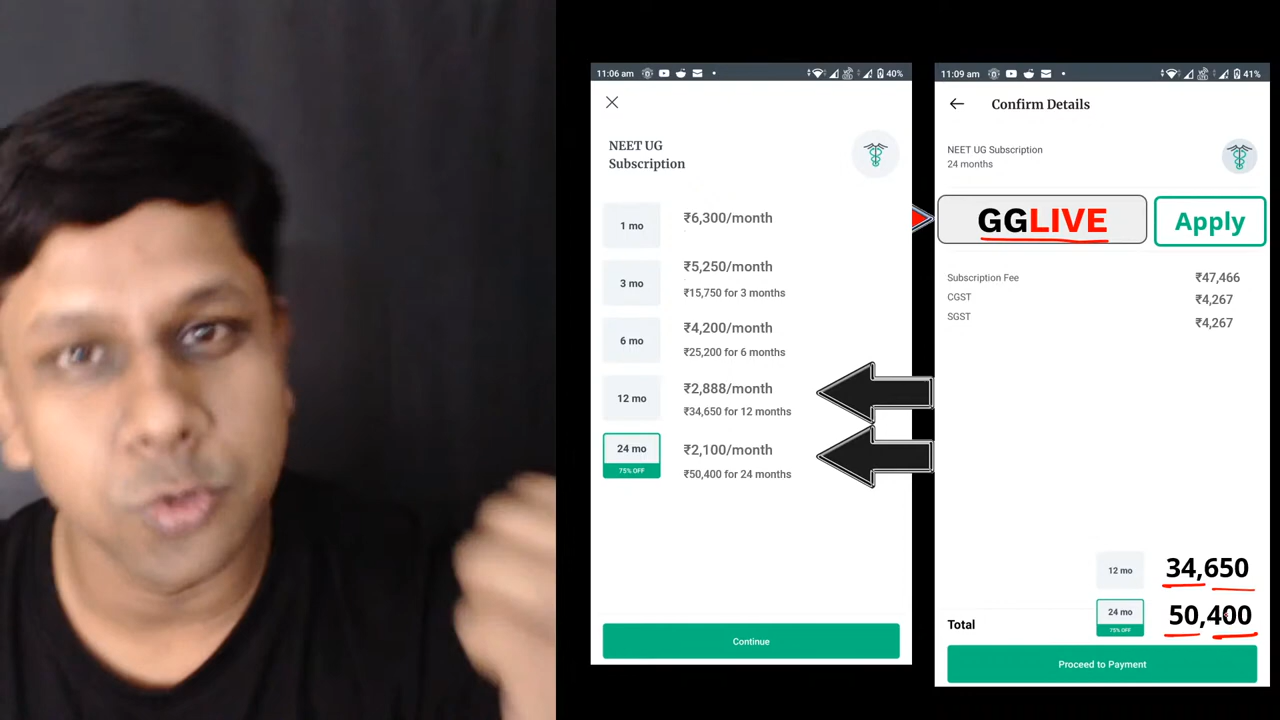 11:06 am
40%
NEET UG
Subscription
1 mo
₹6,300/month
3 mo
₹5,250/month
₹15,750 for 3 months
6 mo
₹4,200/month
₹25,200 for 6 months
12 mo
₹2,888/month
₹34,650 for 12 months
24 mo
75% OFF
₹2,100/month
₹50,400 for 24 months
Continue
11:09 am
41%
Confirm Details
NEET UG Subscription
24 months
GGLIVE
Apply
Subscription Fee ₹47,466
CGST ₹4,267
SGST ₹4,267
12 mo 34,650
24 mo 50,400
75% OFF
Total
Proceed to Payment